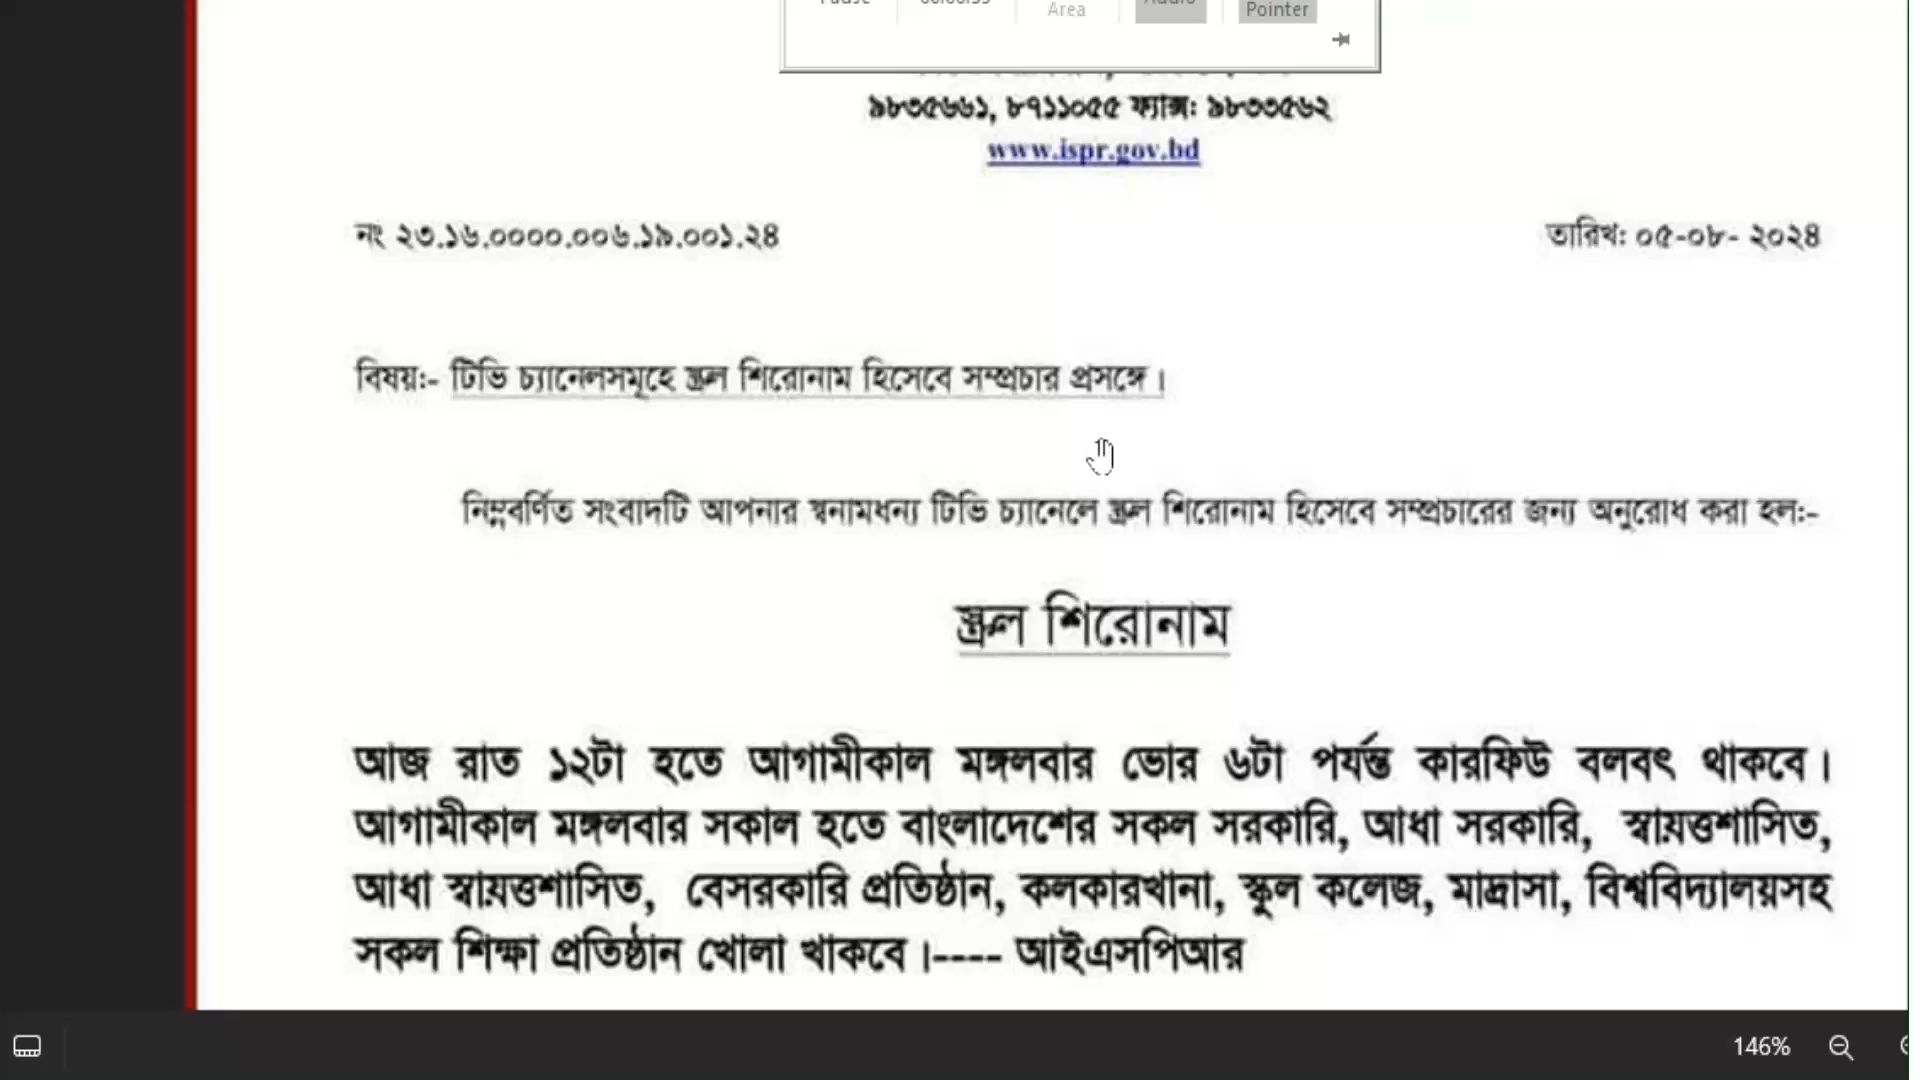 Area
Pointer
৯৮৩৫৬৬১, ৮৭১১০৫৫ ফ্যাক্স: ৯৮৩৩৫৬২
www.ispr.gov.bd
নং ২৩.১৬.০০০০.০০৬.১৯.০০১.২৪ তারিখ: ০৫-০৮- ২০২৪
বিষয়:- টিভি চ্যানেলসমূহে স্ক্রল শিরোনাম হিসেবে সম্প্রচার প্রসঙ্গে।
নিম্নবর্ণিত সংবাদটি আপনার স্বনামধন্য টিভি চ্যানেলে স্ক্রল শিরোনাম হিসেবে সম্প্রচারের জন্য অনুরোধ করা হল:-
স্ক্রল শিরোনাম
আজ রাত ১২টা হতে আগামীকাল মঙ্গলবার ভোর ৬টা পর্যন্ত কারফিউ বলবৎ থাকবে।
আগামীকাল মঙ্গলবার সকাল হতে বাংলাদেশের সকল সরকারি, আধা সরকারি, স্বায়ত্তশাসিত,
আধা স্বায়ত্তশাসিত, বেসরকারি প্রতিষ্ঠান, কলকারখানা, স্কুল কলেজ, মাদ্রাসা, বিশ্ববিদ্যালয়সহ
সকল শিক্ষা প্রতিষ্ঠান খোলা থাকবে।---- আইএসপিআর
146%